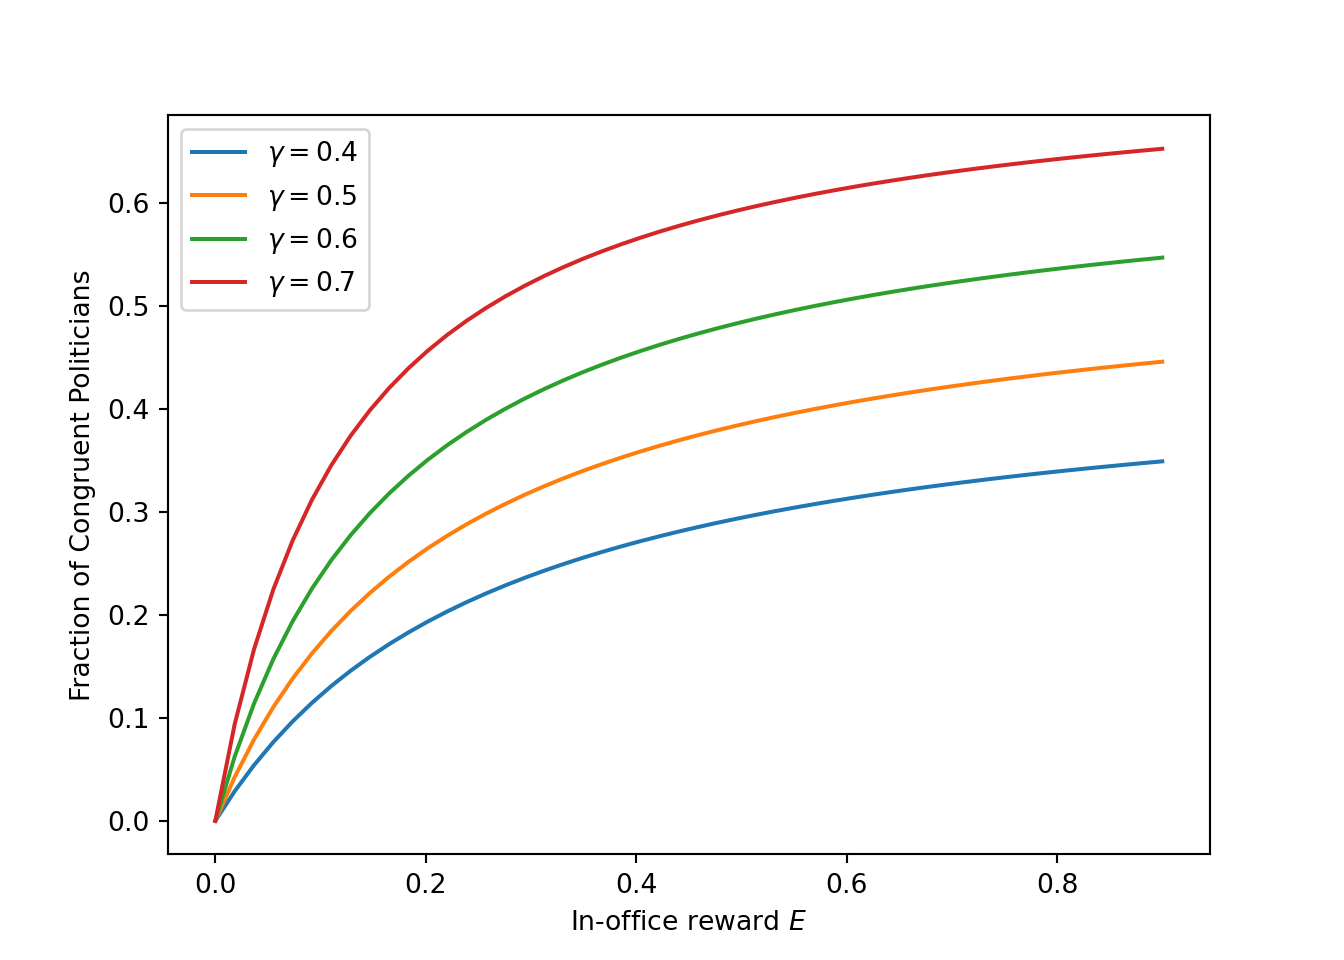 γ = 0.4
γ = 0.5
γ = 0.6
γ = 0.7
0.6
0.5
0.4
0.3
0.2
0.1
0.0
Fraction of Congruent Politicians
0.0 0.2 0.4 0.6 0.8
In-office reward E